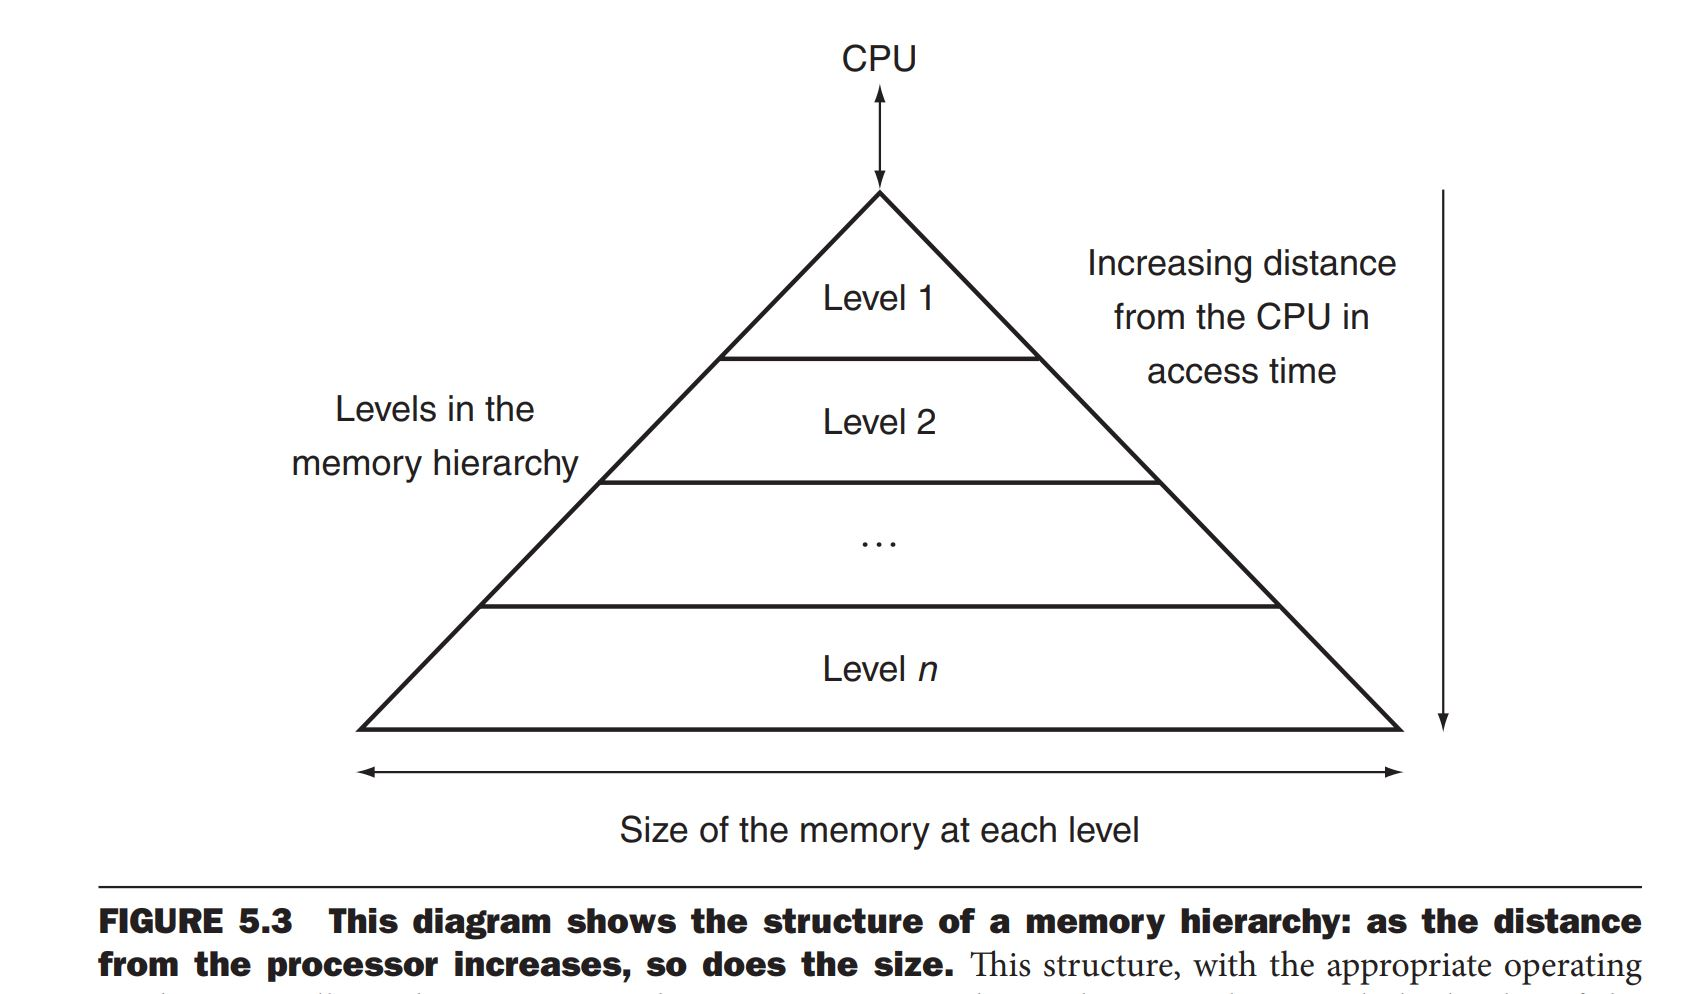 CPU
Level 1
Increasing distance
from the CPU in
access time
Levels in the
memory hierarchy
Level 2
...
Level n
Size of the memory at each level
FIGURE 5.3 This diagram shows the structure of a memory hierarchy: as the distance
from the processor increases, so does the size. This structure, with the appropriate operating